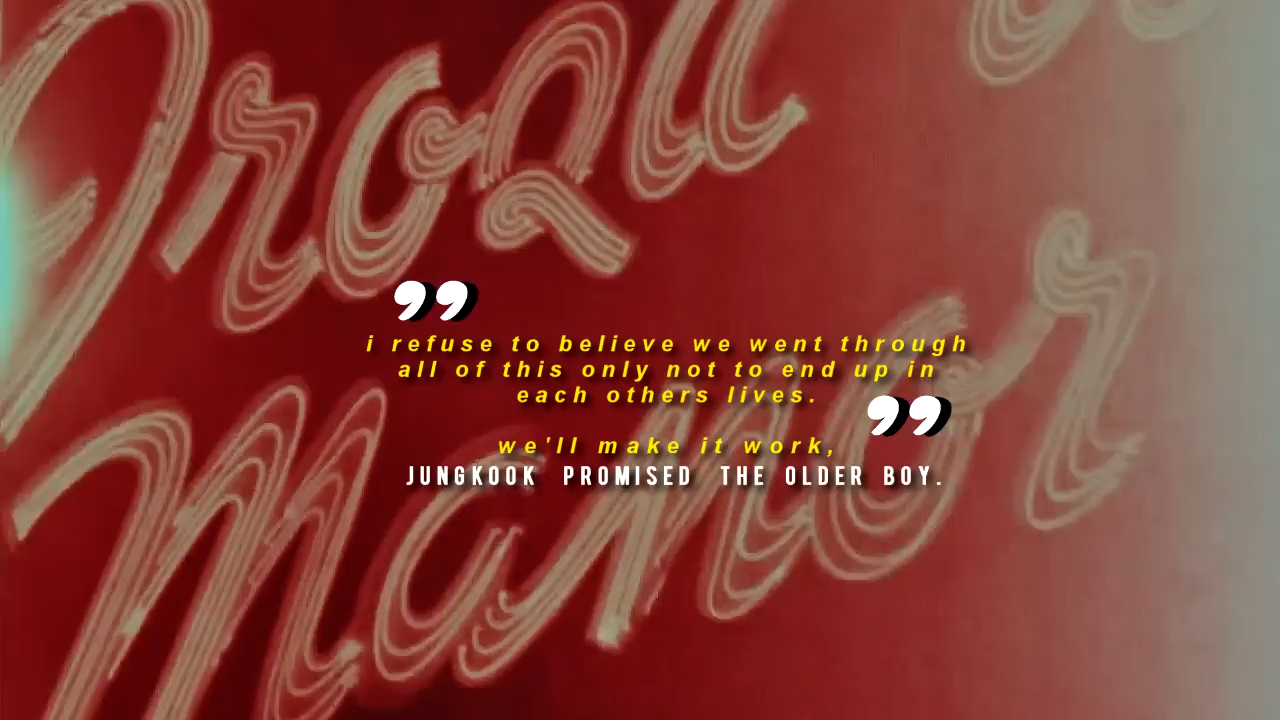 ❟❟
i refuse to believe we went through
all of this only not to end up in
each others lives.
❟❟
we'll make it work,
JUNGKOOK PROMISED THE OLDER BOY.
Manor